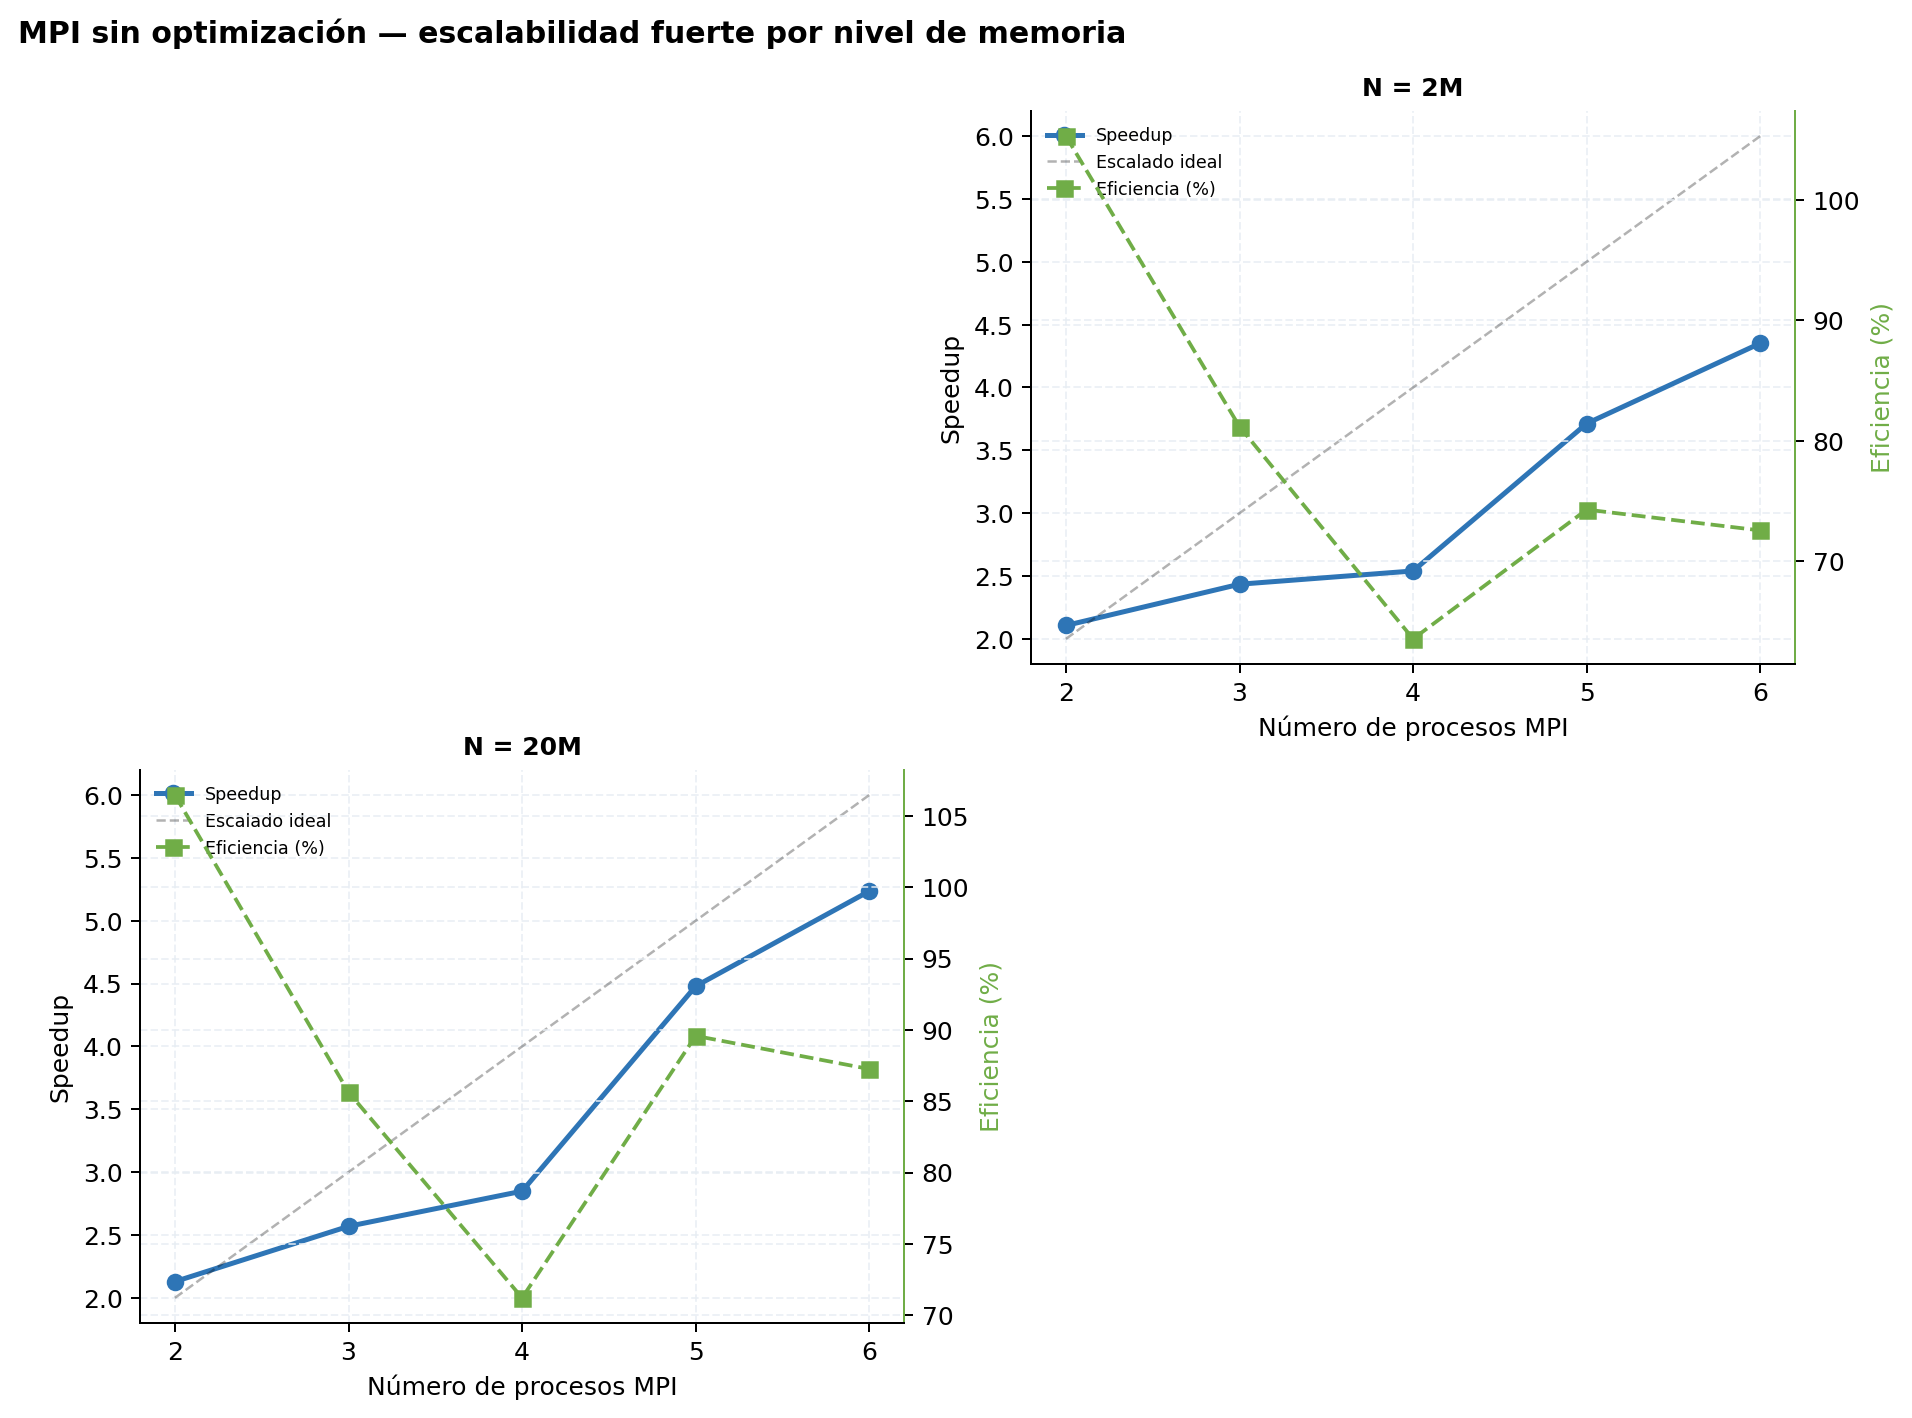 MPI sin optimización — escalabilidad fuerte por nivel de memoria
N = 2M
Speedup
Escalado ideal
Eficiencia (%)
6.0
5.5
5.0
4.5
4.0
3.5
3.0
2.5
2.0
Speedup
100
90
80
70
Eficiencia (%)
2 3 4 5 6
Número de procesos MPI
N = 20M
Speedup
Escalado ideal
Eficiencia (%)
6.0
5.5
5.0
4.5
4.0
3.5
3.0
2.5
2.0
Speedup
105
100
95
90
85
80
75
70
Eficiencia (%)
2 3 4 5 6
Número de procesos MPI